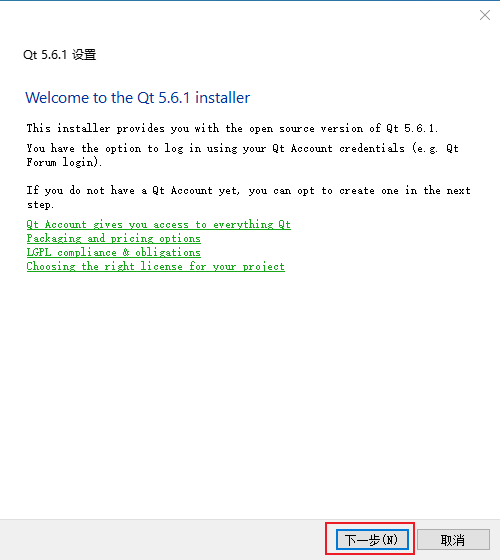 Qt 5.6.1 设置
Welcome to the Qt 5.6.1 installer
This installer provides you with the open source version of Qt 5.6.1.
You have the option to log in using your Qt Account credentials (e.g. Qt
Forum login).
If you do not have a Qt Account yet, you can opt to create one in the next
step.
Qt Account gives you access to everything Qt
Packaging and pricing options
LGPL compliance & obligations
Choosing the right license for your project
下一步(N) 取消